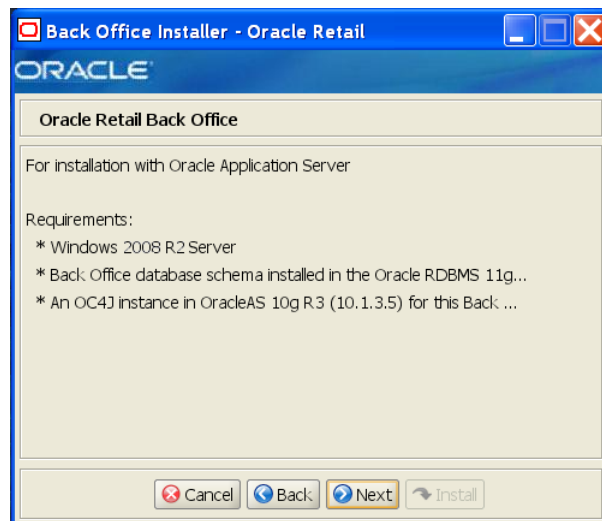 Back Office Installer - Oracle Retail
ORACLE
Oracle Retail Back Office
For installation with Oracle Application Server
Requirements:
* Windows 2008 R2 Server
* Back Office database schema installed in the Oracle RDBMS 11g...
* An OC4J instance in OracleAS 10g R3 (10.1.3.5) for this Back ...
Cancel Back Next Install